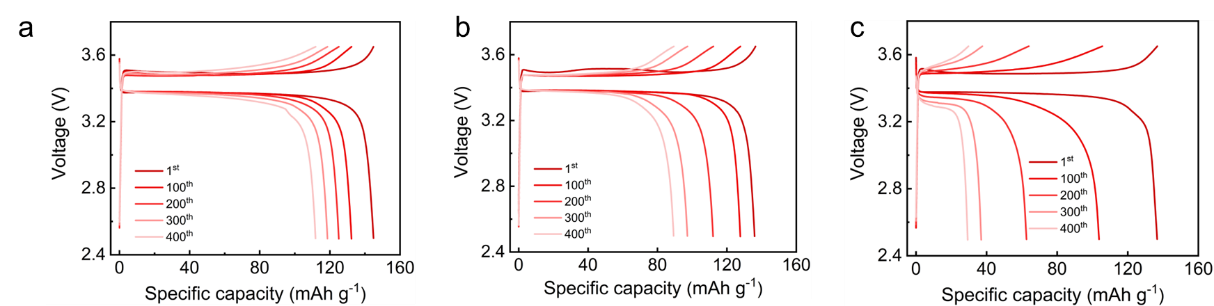 a
3.6
3.2
2.8
2.4
Voltage (V)
1st
100th
200th
300th
400th
0 40 80 120 160
Specific capacity (mAh g-1)
b
3.6
3.2
2.8
2.4
Voltage (V)
1st
100th
200th
300th
400th
0 40 80 120 160
Specific capacity (mAh g-1)
c
3.6
3.2
2.8
2.4
Voltage (V)
1st
100th
200th
300th
400th
0 40 80 120 160
Specific capacity (mAh g-1)